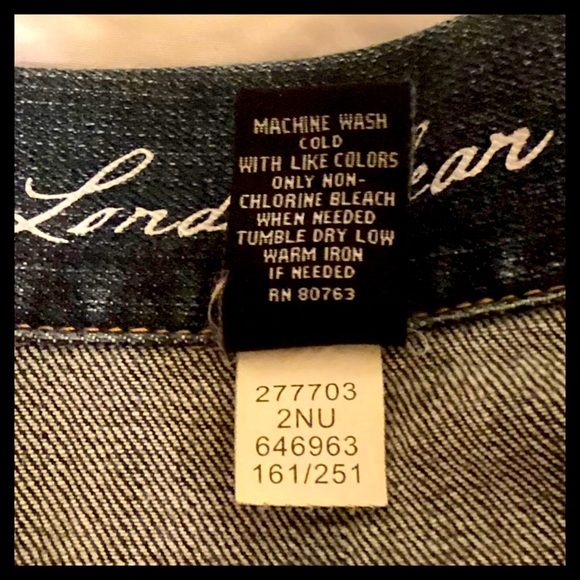 MACHINE WASH
COLD
WITH LIKE COLORS
ONLY NON-
CHLORINE BLEACH
WHEN NEEDED
TUMBLE DRY LOW
WARM IRON
IF NEEDED
RN 80763
277703
2NU
646963
161/251